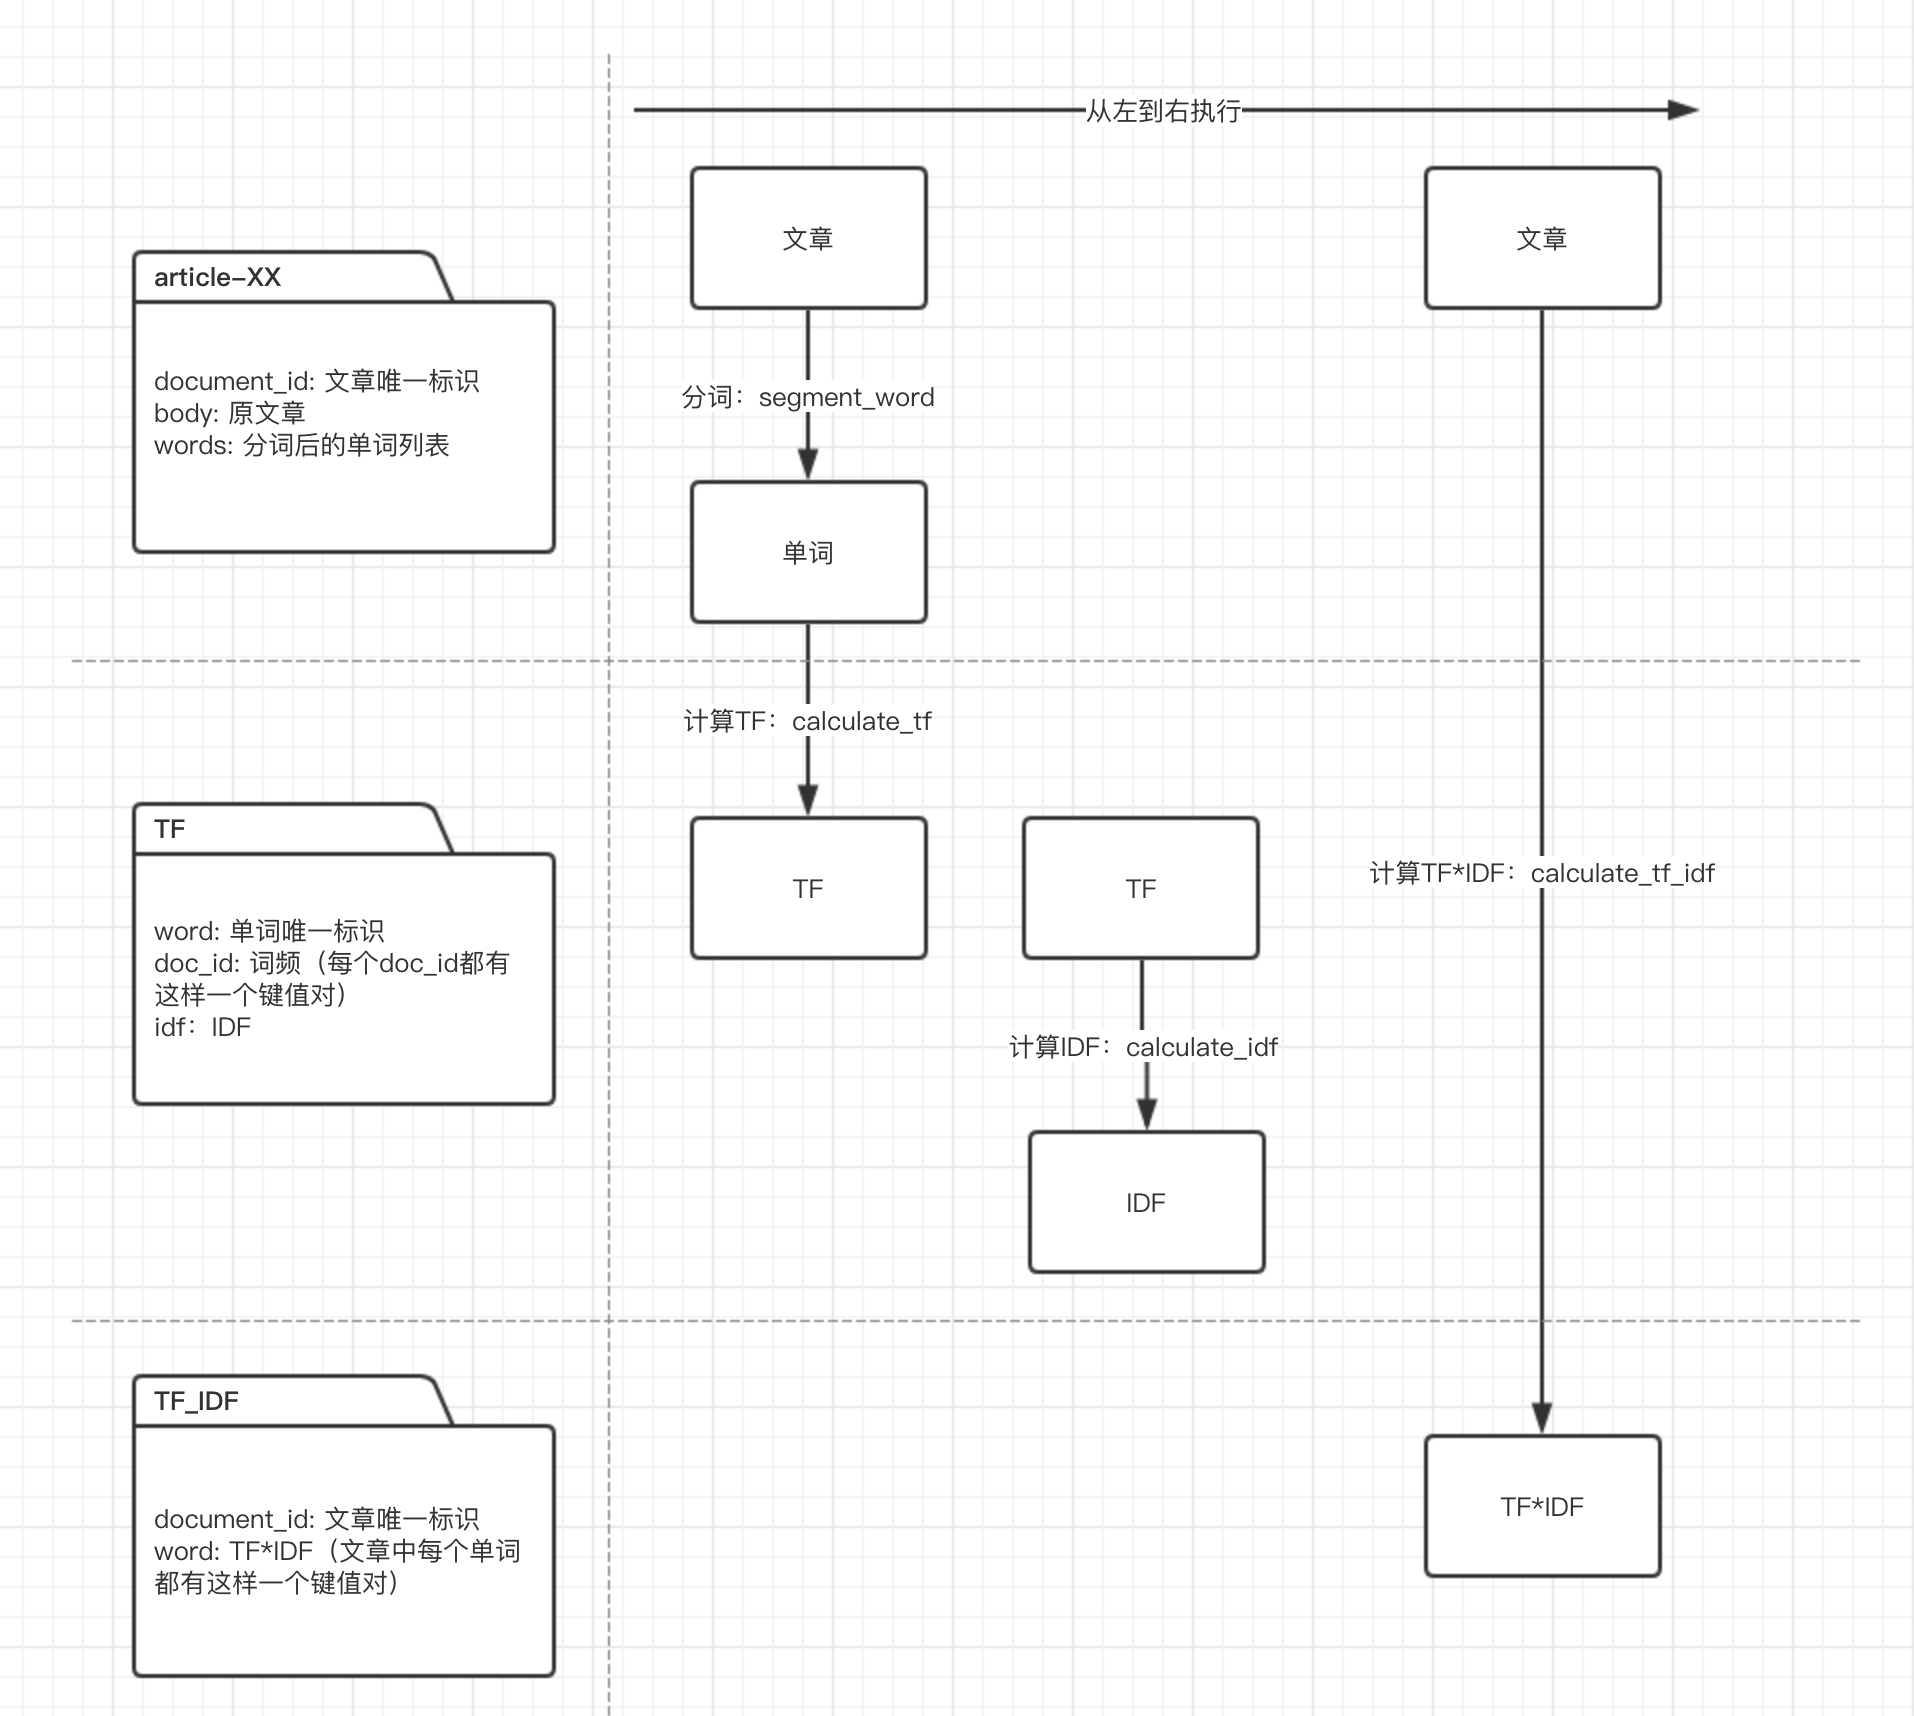 从左到右执行
文章
文章
article-XX
document_id: 文章唯一标识
body: 原文章
words: 分词后的单词列表
分词：segment_word
单词
计算TF：calculate_tf
TF
word: 单词唯一标识
doc_id: 词频（每个doc_id都有
这样一个键值对）
idf：IDF
TF
TF
计算TF*IDF：calculate_tf_idf
计算IDF：calculate_idf
IDF
TF_IDF
document_id: 文章唯一标识
word: TF*IDF（文章中每个单词
都有这样一个键值对）
TF*IDF